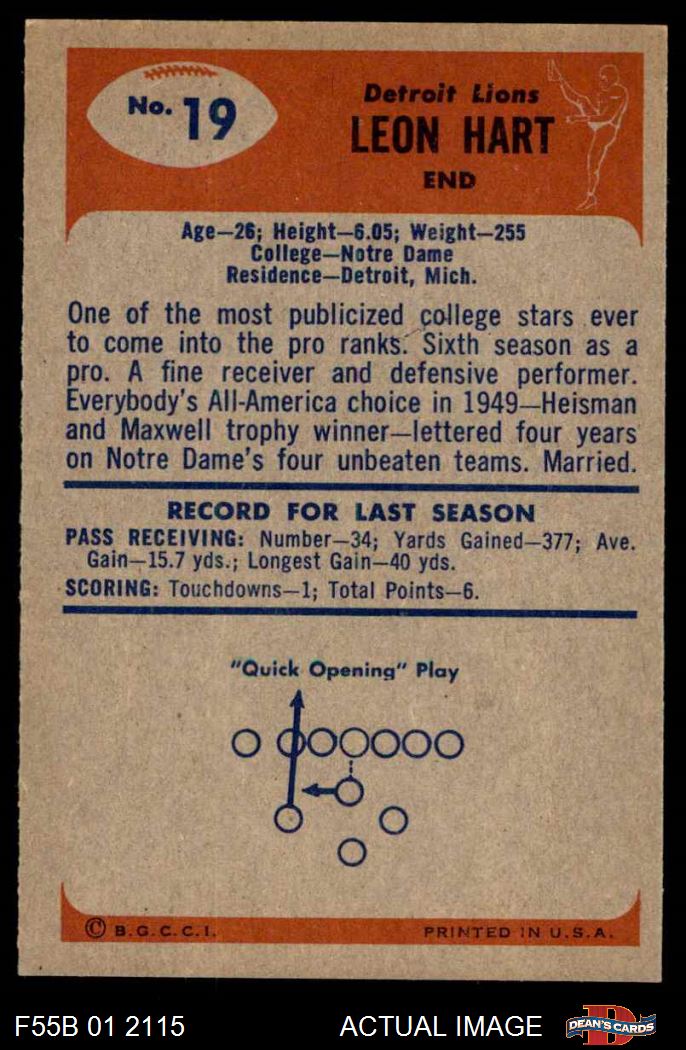 No. 19
Detroit Lions
LEON HART
END
Age—26; Height—6.05; Weight—255
College—Notre Dame
Residence—Detroit, Mich.
One of the most publicized college stars ever
to come into the pro ranks. Sixth season as a
pro. A fine receiver and defensive performer.
Everybody's All-America choice in 1949—Heisman
and Maxwell trophy winner—lettered four years
on Notre Dame's four unbeaten teams. Married.
RECORD FOR LAST SEASON
PASS RECEIVING: Number—34; Yards Gained—377; Ave.
Gain—15.7 yds.; Longest Gain—40 yds.
SCORING: Touchdowns—1; Total Points—6.
"Quick Opening" Play
© B.G.C.C.I.
PRINTED IN U.S.A.
F55B 01 2115
ACTUAL IMAGE
D
DEAN'S CARDS